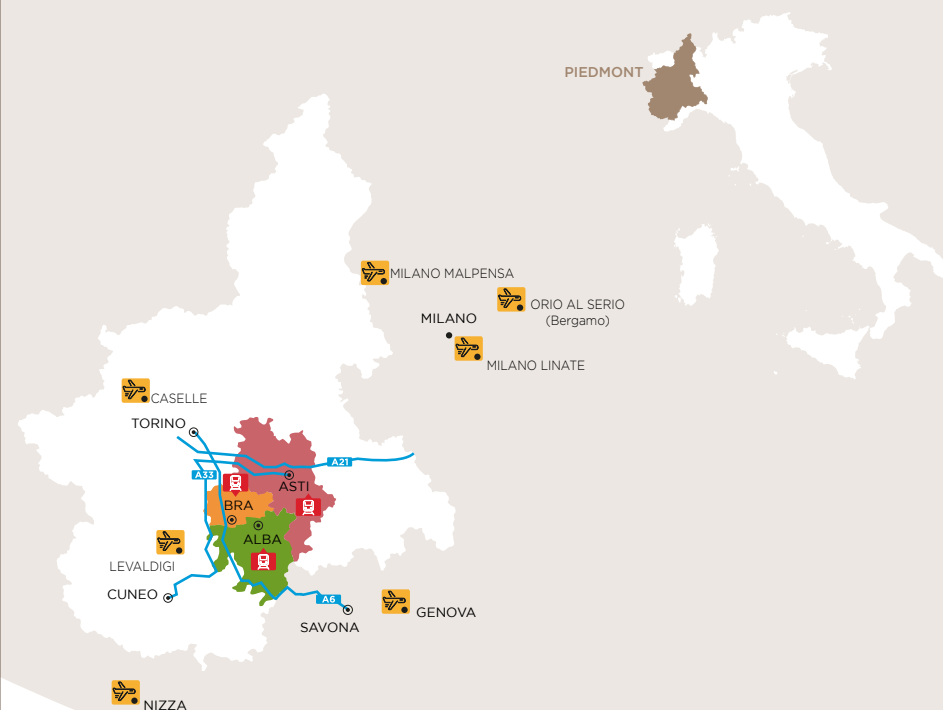 PIEDMONT
MILANO MALPENSA
ORIO AL SERIO
(Bergamo)
MILANO
MILANO LINATE
CASELLE
TORINO
A21
A33
ASTI
BRA
ALBA
LEVALDIGI
CUNEO
A6
GENOVA
SAVONA
NIZZA